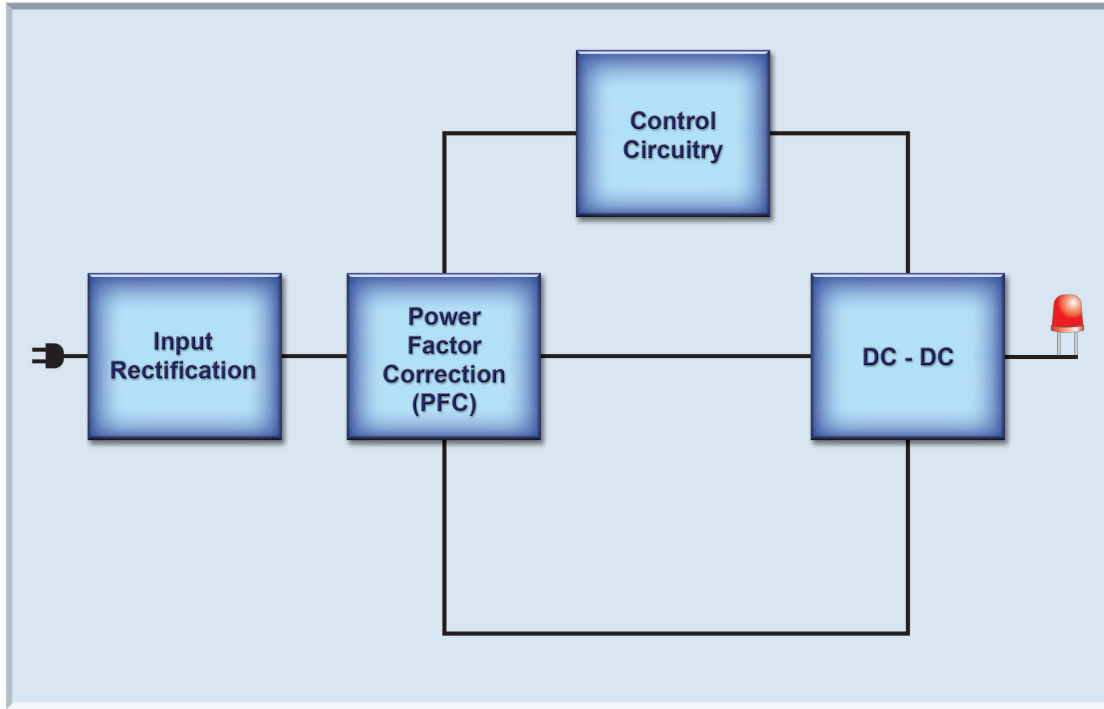 Control
Circuitry
Input
Rectification
Power
Factor
Correction
(PFC)
DC - DC